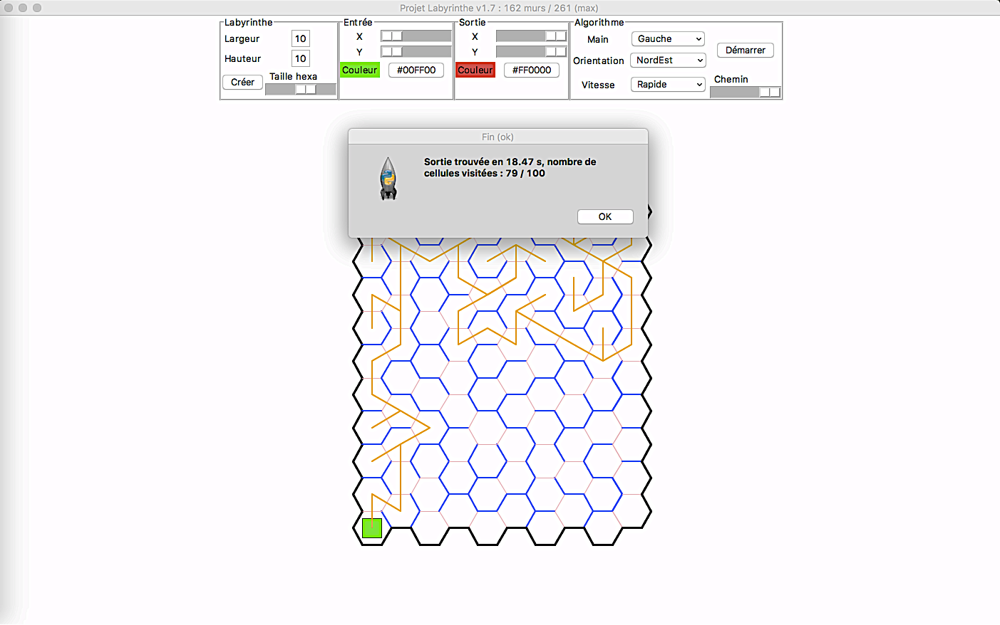 Projet Labyrinthe v1.7 : 162 murs / 261 (max)
Labyrinthe
Largeur 10
Hauteur 10
Créer
Taille hexa
Entrée
X
Y
Couleur #00FF00
Sortie
X
Y
Couleur #FF0000
Algorithme
Main Gauche
Orientation NordEst
Vitesse Rapide
Démarrer
Chemin
Fin (ok)
Sortie trouvée en 18.47 s, nombre de
cellules visitées : 79 / 100
OK